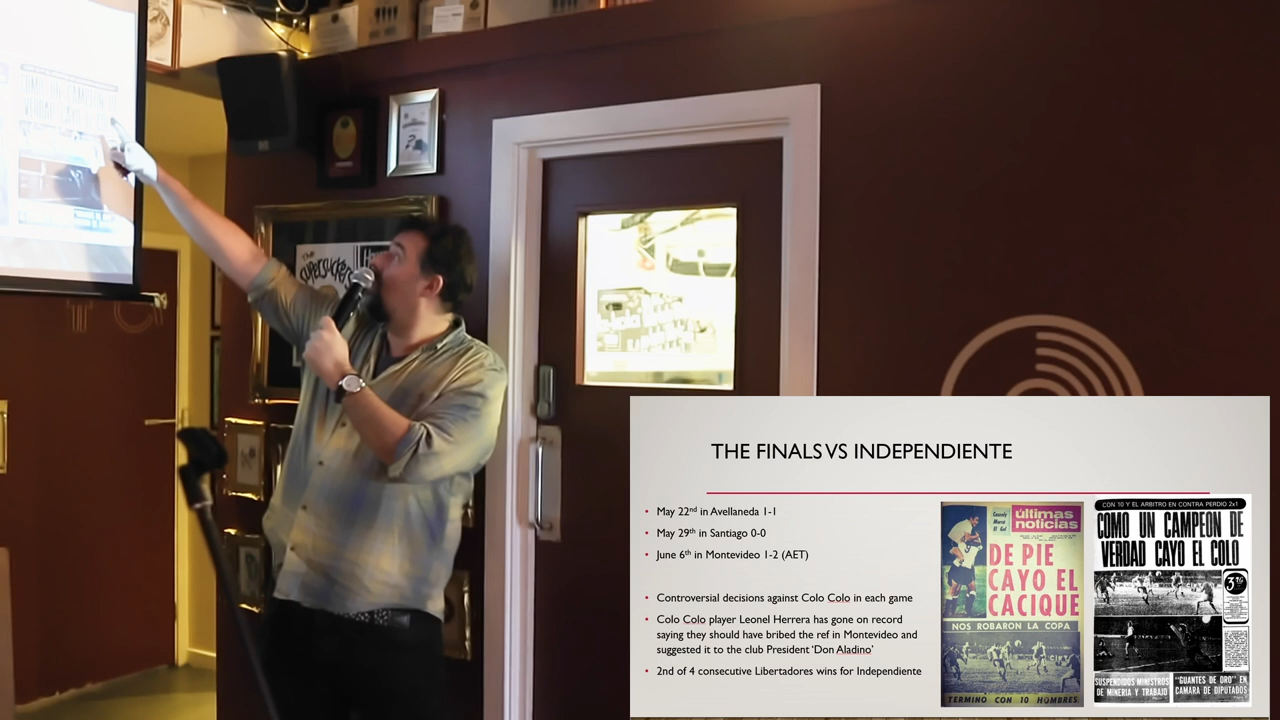 THE
SUPERSUCKERS
THE FINALS VS INDEPENDIENTE
• May 22nd in Avellaneda 1-1
• May 29th in Santiago 0-0
• June 6th in Montevideo 1-2 (AET)
• Controversial decisions against Colo Colo in each game
• Colo Colo player Leonel Herrera has gone on record
saying they should have bribed the ref in Montevideo and
suggested it to the club President ‘Don Aladino’
• 2nd of 4 consecutive Libertadores wins for Independiente
últimas
noticias
DE PIE
CAYO EL
CACIQUE
NOS ROBARON LA COPA
TERMINO CON 10 HOMBRES
CON 10 Y EL ARBITRO EN CONTRA PERDIO 2x1
COMO UN CAMPEON DE
VERDAD CAYO EL COLO
SUSPENDIDOS MINISTROS
DE MINERIA Y TRABAJO
"GUANTES DE ORO" EN
CAMARA DE DIPUTADOS